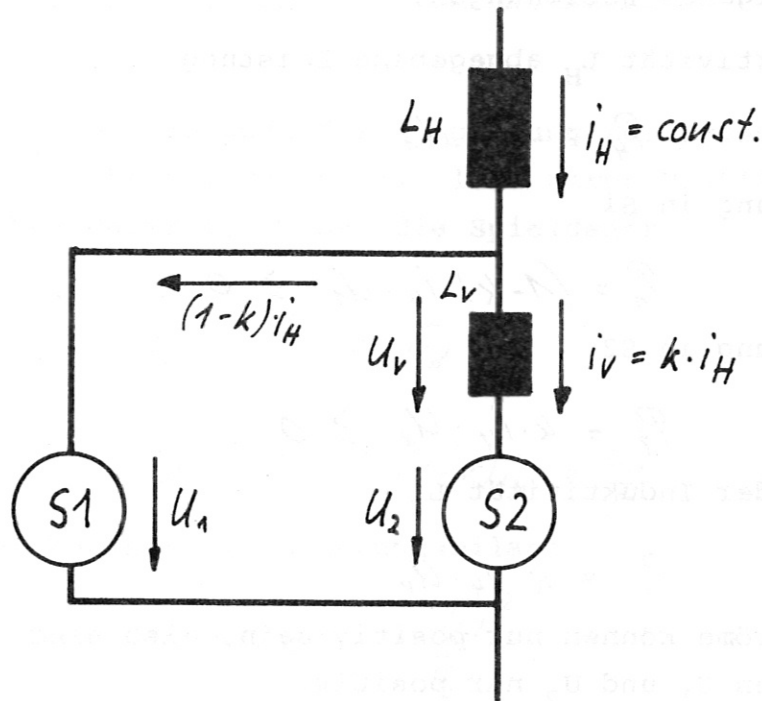 L_H
i_H = const.
(1-k)·i_H
L_V
U_V
i_V = k·i_H
S1
U_1
U_2
S2